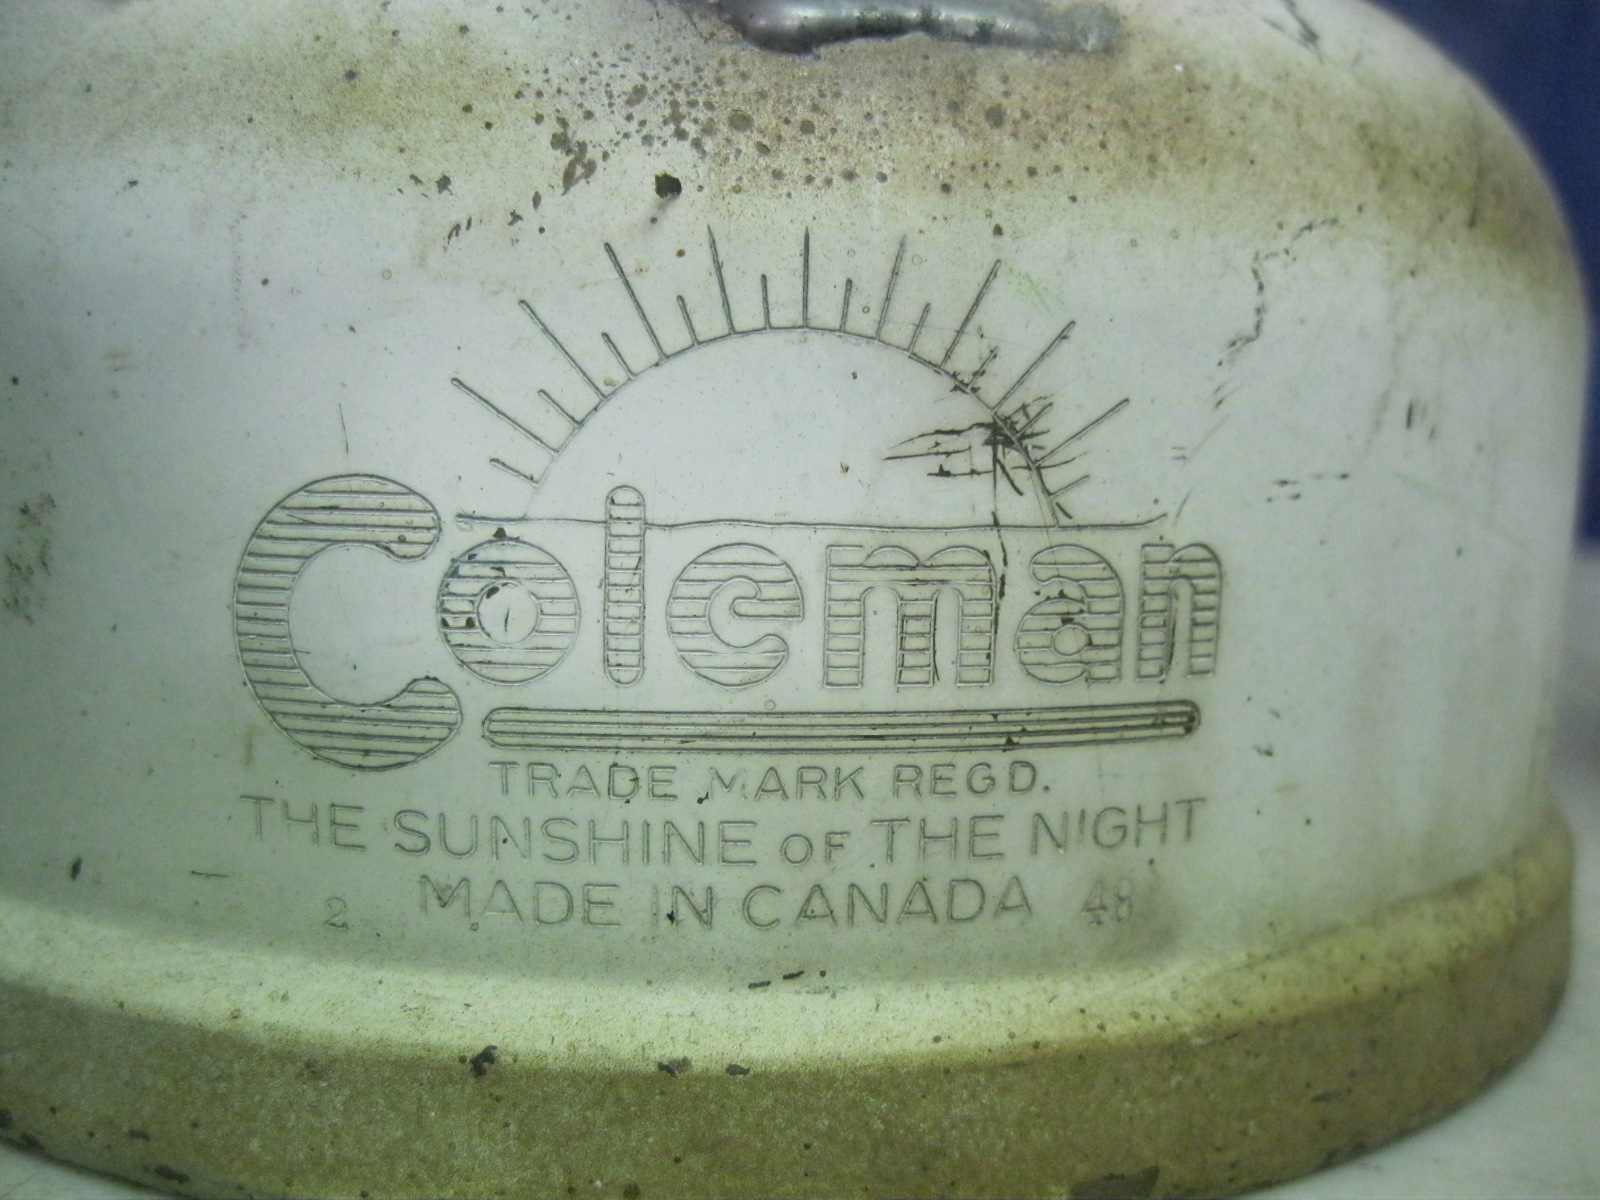 Coleman
TRADE MARK REGD.
THE SUNSHINE OF THE NIGHT
2 MADE IN CANADA 48